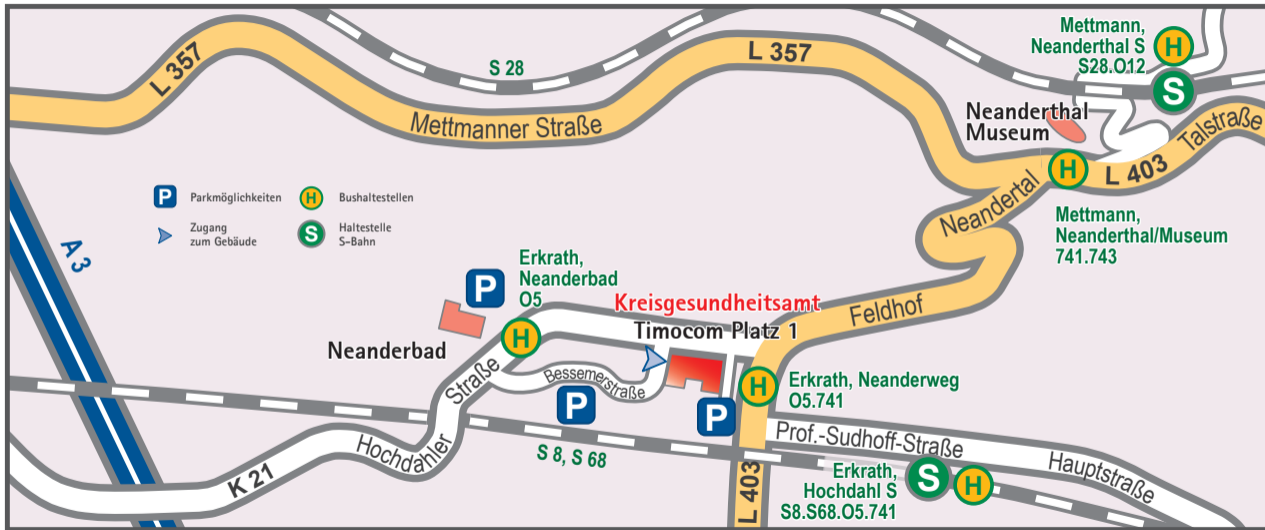 L 357
S 28
L 357
Mettmanner Straße
Mettmann,
Neanderthal S
S28.O12
H
S
Neanderthal
Museum
H
L 403
Talstraße
Neandertal
Mettmann,
Neanderthal/Museum
741.743
P Parkmöglichkeiten
H Bushaltestellen
Zugang
zum Gebäude
S Haltestelle
S-Bahn
A 3
Erkrath,
Neanderbad
O5
P
H
Neanderbad
Kreisgesundheitsamt
Timocom Platz 1
Feldhof
Straße
Bessemerstraße
P
P
H
Erkrath, Neanderweg
O5.741
Hochdahler
K 21
S 8, S 68
L 403
Prof.-Sudhoff-Straße
Hauptstraße
Erkrath,
Hochdahl S
S8.S68.O5.741
S
H